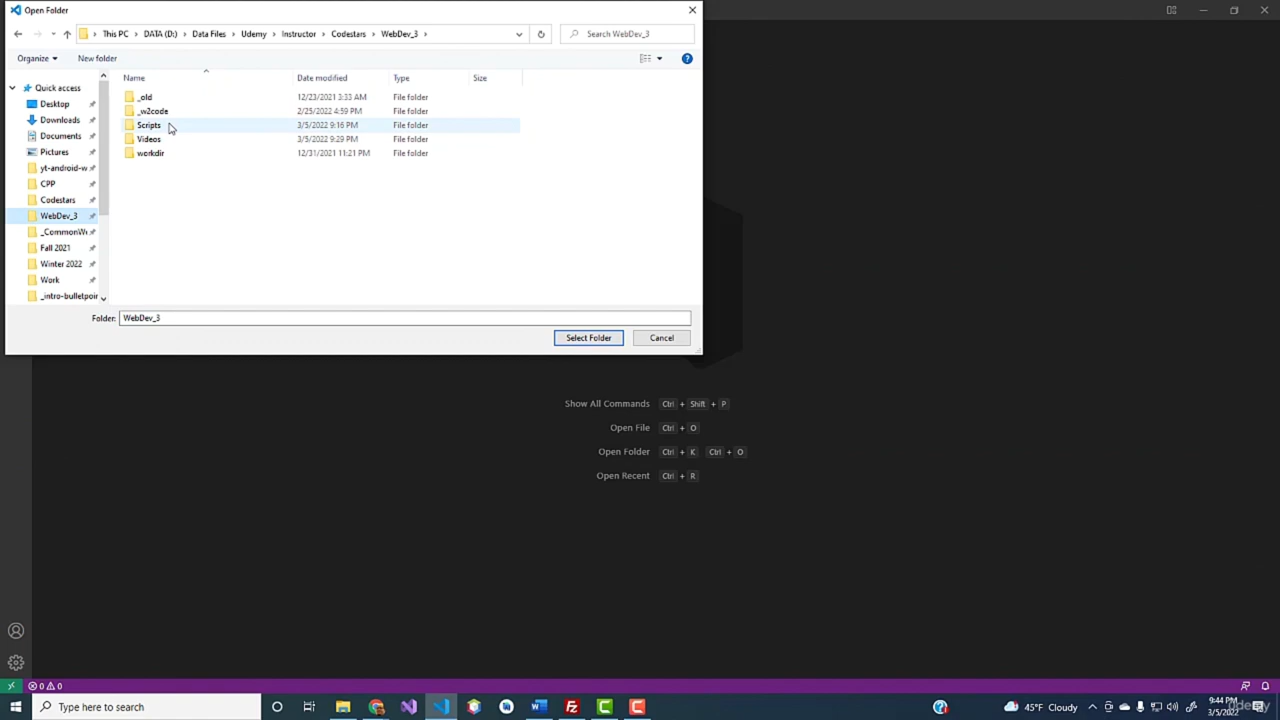 Open Folder
This PC > DATA (D:) > Data Files > Udemy > Instructor > Codestars > WebDev_3 >
Search WebDev_3
Organize
New folder
Name
Date modified
Type
Size
_old 12/23/2021 3:33 AM File folder
_w2code 2/25/2022 4:59 PM File folder
Scripts 3/5/2022 9:16 PM File folder
Videos 3/5/2022 9:29 PM File folder
workdir 12/31/2021 11:21 PM File folder
Quick access
Desktop
Downloads
Documents
Pictures
yt-android-w
CPP
Codestars
WebDev_3
_CommonWe
Fall 2021
Winter 2022
Work
_intro-bulletpoin
Folder: WebDev_3
Select Folder
Cancel
Show All Commands Ctrl + Shift + P
Open File Ctrl + O
Open Folder Ctrl + K Ctrl + O
Open Recent Ctrl + R
0 0
Type here to search
45°F Cloudy
9:44 PM
3/5/2022